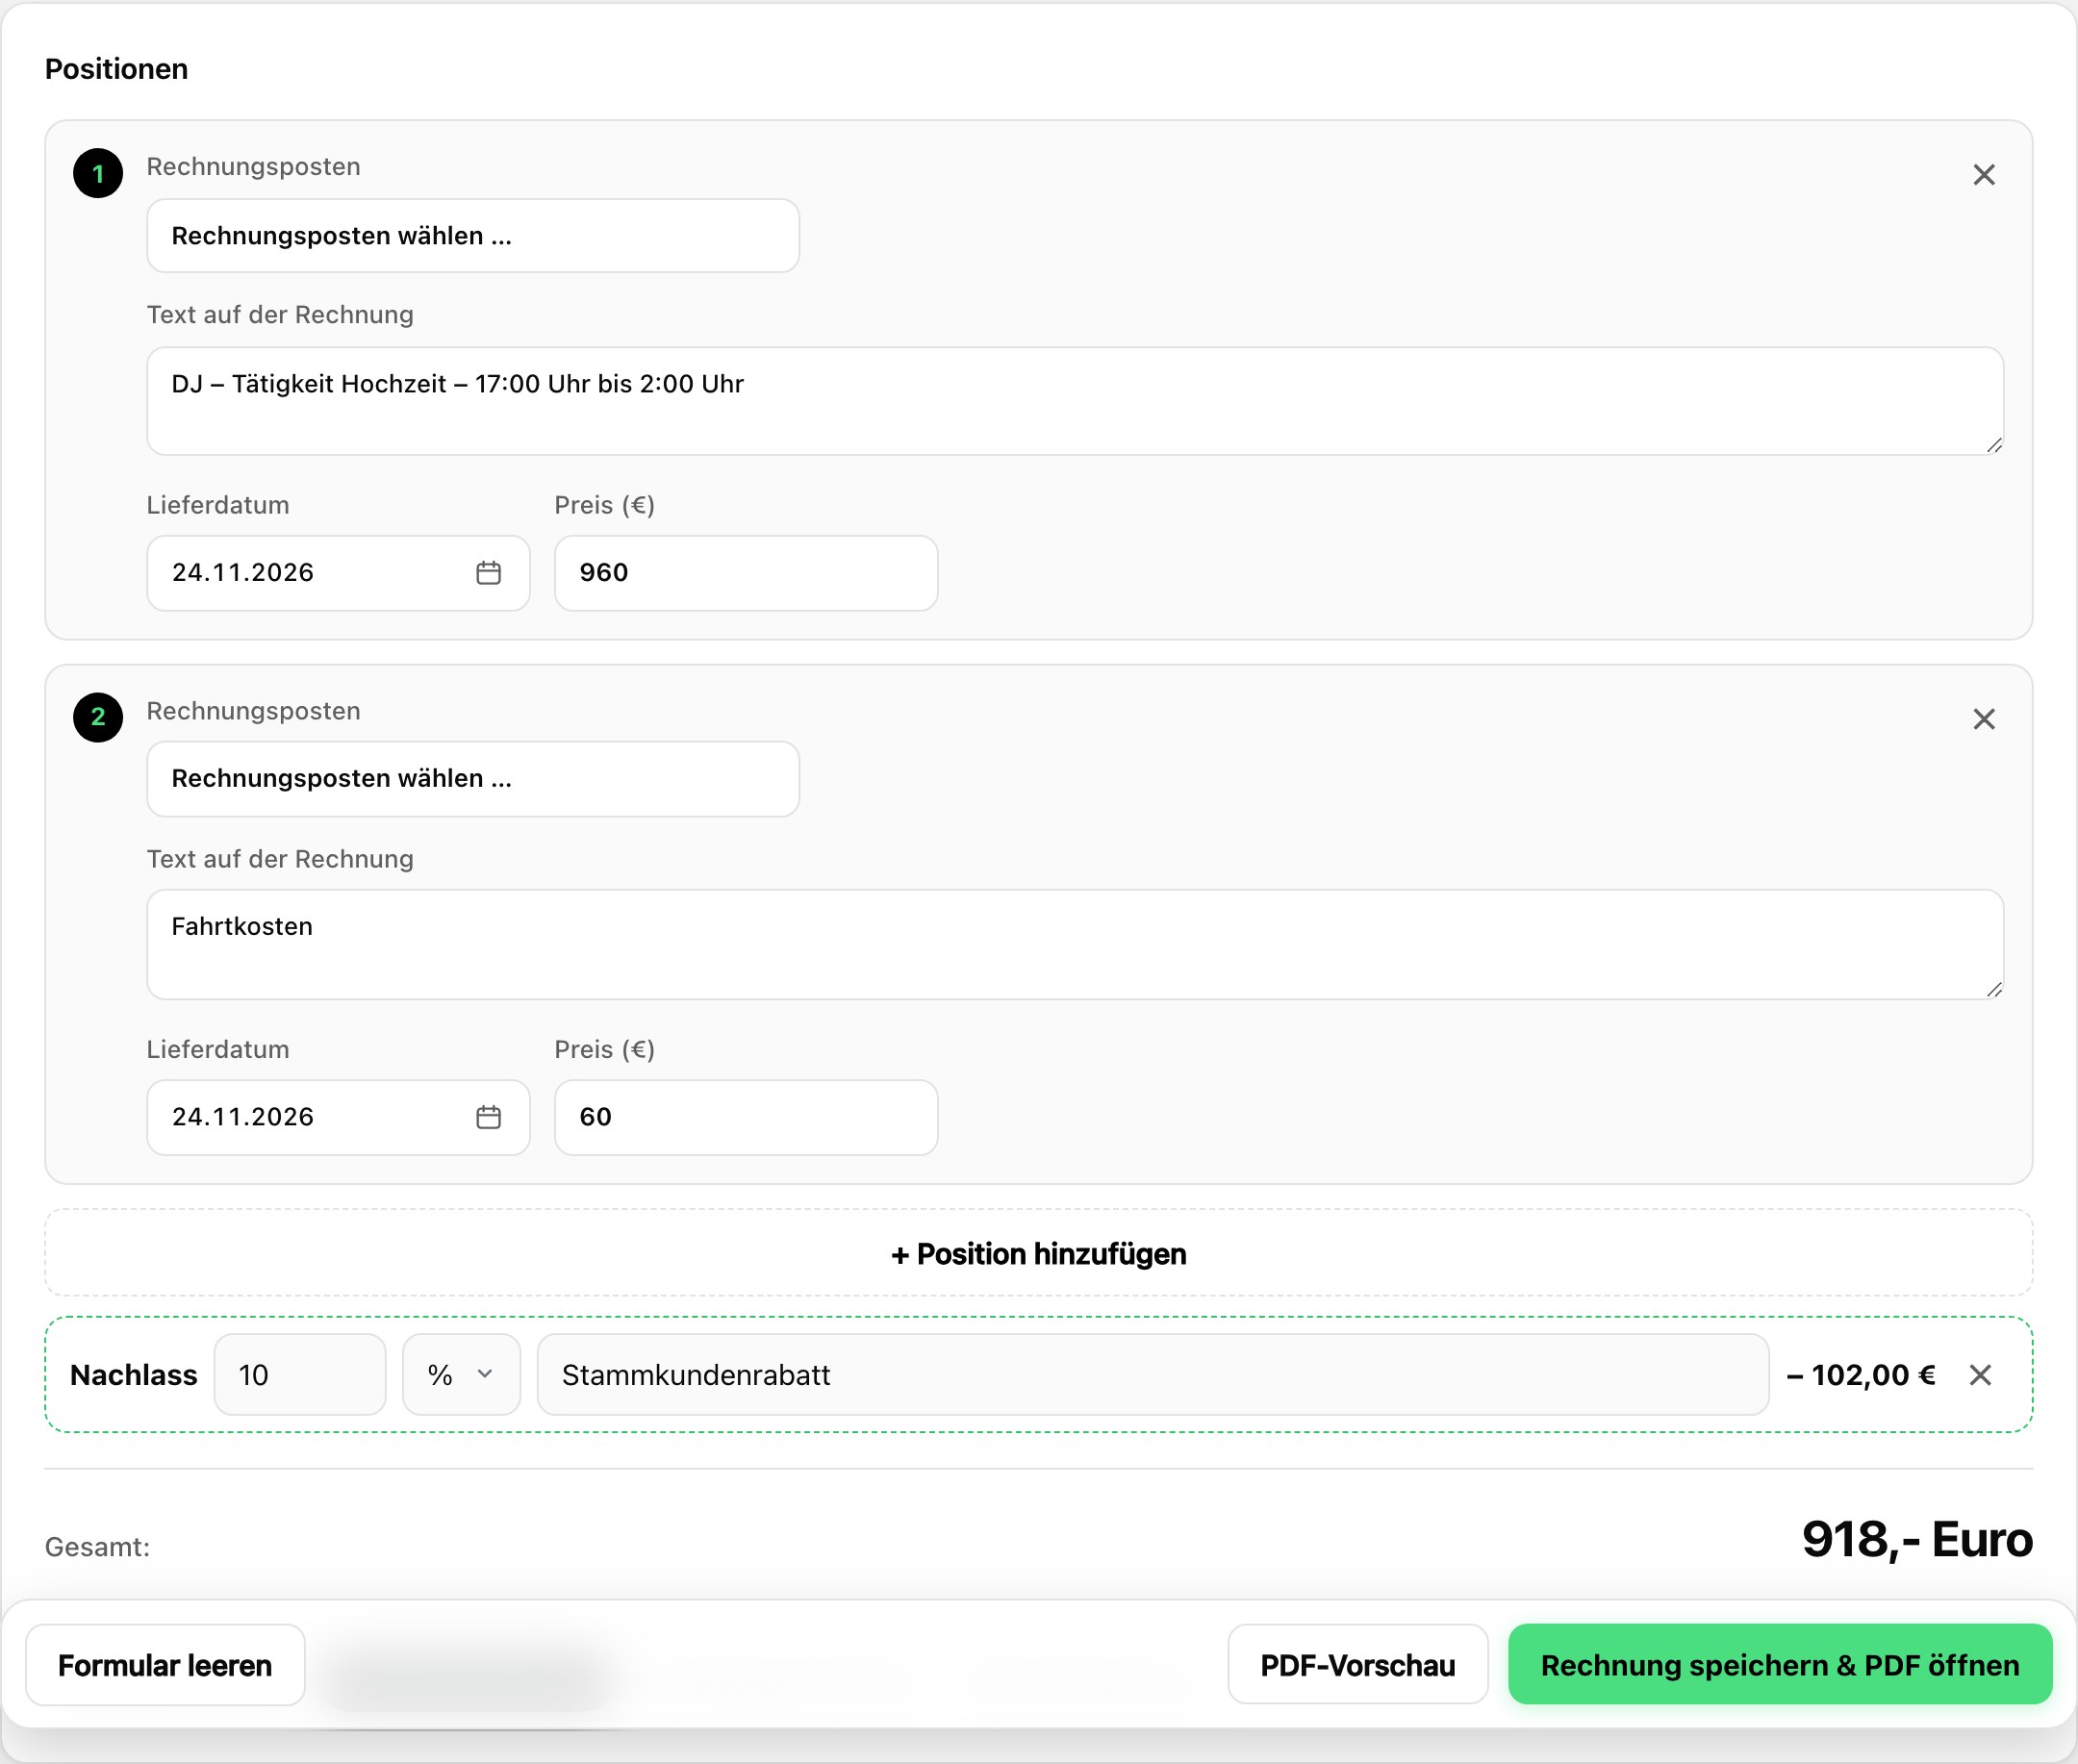 Positionen
1
Rechnungsposten
Rechnungsposten wählen ...
Text auf der Rechnung
DJ – Tätigkeit Hochzeit – 17:00 Uhr bis 2:00 Uhr
Lieferdatum
Preis (€)
24.11.2026
960
2
Rechnungsposten
Rechnungsposten wählen ...
Text auf der Rechnung
Fahrtkosten
Lieferdatum
Preis (€)
24.11.2026
60
+ Position hinzufügen
Nachlass 10 % Stammkundenrabatt – 102,00 €
Gesamt: 918,- Euro
Formular leeren
PDF-Vorschau
Rechnung speichern & PDF öffnen